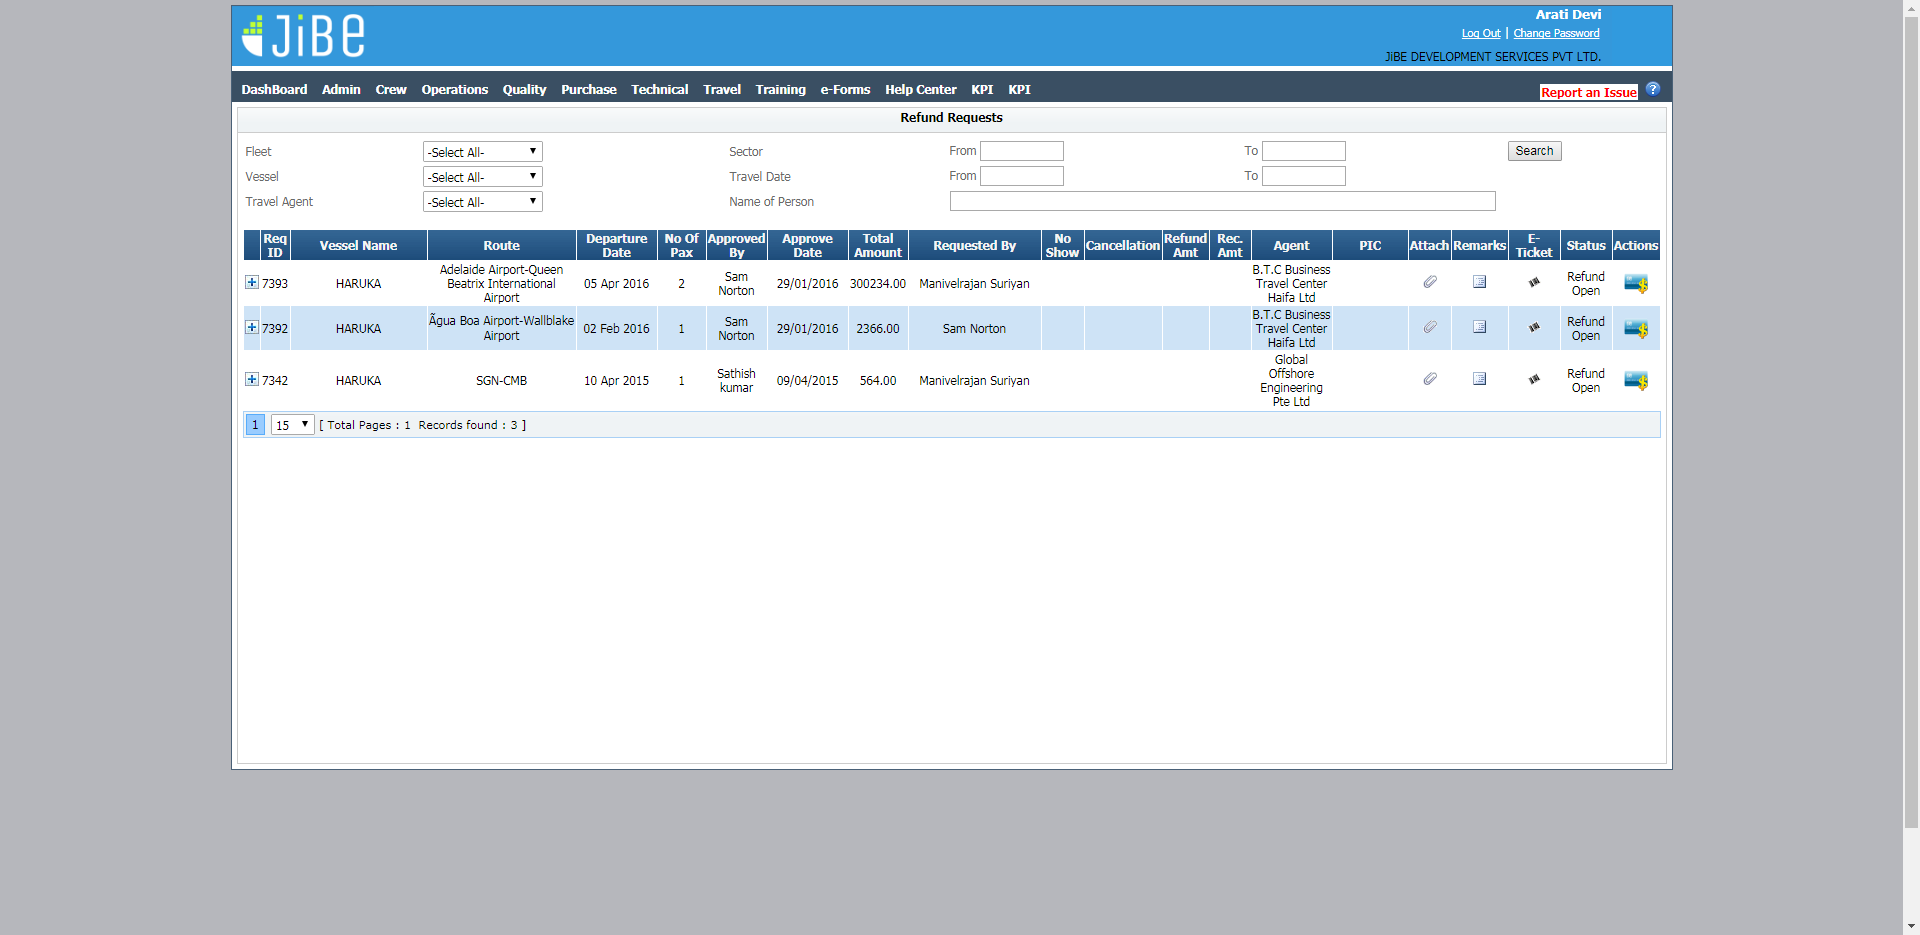 JiBE
Arati Devi
Log Out | Change Password
JiBE DEVELOPMENT SERVICES PVT LTD.
DashBoard Admin Crew Operations Quality Purchase Technical Travel Training e-Forms Help Center KPI KPI
Report an Issue ?
Refund Requests
Fleet -Select All- Sector From To Search
Vessel -Select All- Travel Date From To
Travel Agent -Select All- Name of Person
Req ID Vessel Name Route Departure Date No Of Pax Approved By Approve Date Total Amount Requested By No Show Cancellation Refund Amt Rec. Amt Agent PIC Attach Remarks E-Ticket Status Actions
7393 HARUKA Adelaide Airport-Queen Beatrix International Airport 05 Apr 2016 2 Sam Norton 29/01/2016 300234.00 Manivelrajan Suriyan B.T.C Business Travel Center Haifa Ltd Refund Open
7392 HARUKA Ãgua Boa Airport-Wallblake Airport 02 Feb 2016 1 Sam Norton 29/01/2016 2366.00 Sam Norton B.T.C Business Travel Center Haifa Ltd Refund Open
7342 HARUKA SGN-CMB 10 Apr 2015 1 Sathish kumar 09/04/2015 564.00 Manivelrajan Suriyan Global Offshore Engineering Pte Ltd Refund Open
1 15 [ Total Pages : 1 Records found : 3 ]